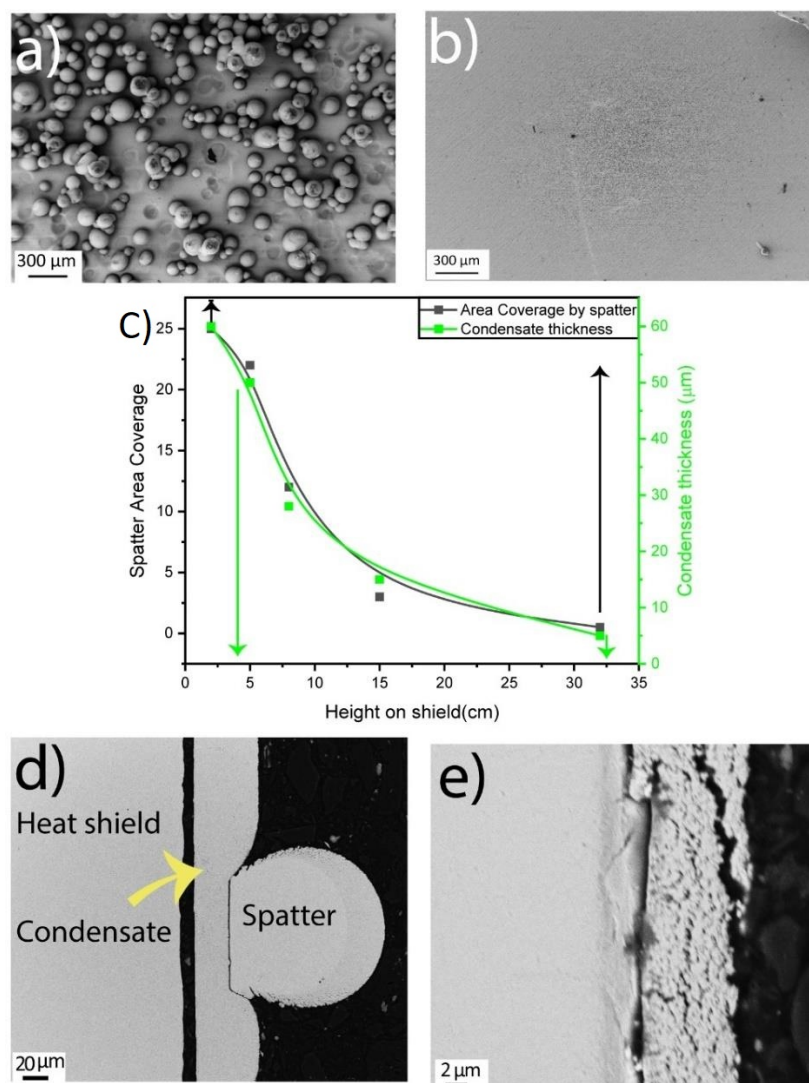 a)
300 µm
b)
300 µm
C)
Area Coverage by spatter
Condensate thickness
25
20
15
10
5
0
Spatter Area Coverage
60
50
40
30
20
10
0
Condensate thickness (µm)
0 5 10 15 20 25 30 35
Height on shield(cm)
d)
Heat shield
Condensate
Spatter
20 µm
e)
2 µm